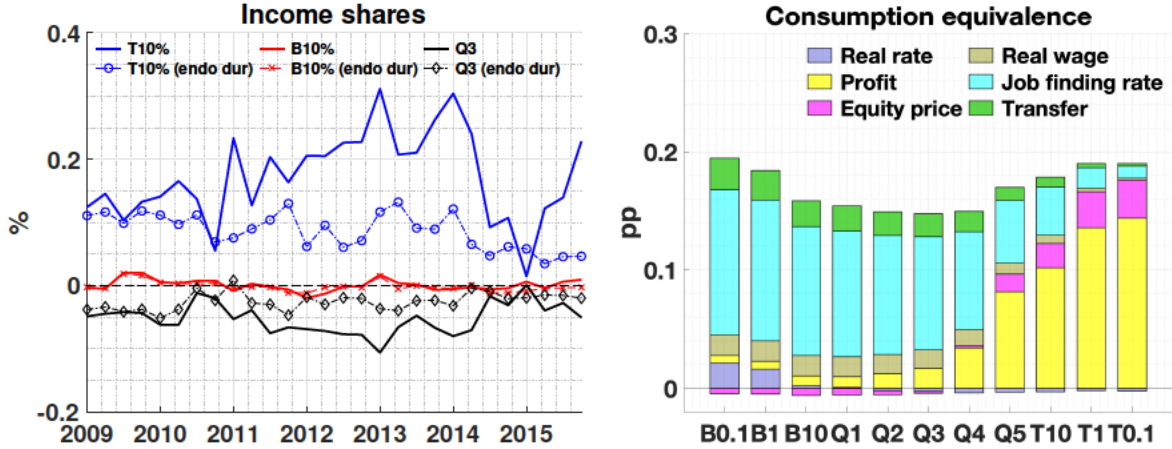 Income shares
0.4
T10%
B10%
Q3
T10% (endo dur)
B10% (endo dur)
Q3 (endo dur)
0.2
%
0
-0.2
2009 2010 2011 2012 2013 2014 2015
Consumption equivalence
0.3
Real rate
Real wage
Profit
Job finding rate
Equity price
Transfer
0.2
pp
0.1
0
B0.1 B1 B10 Q1 Q2 Q3 Q4 Q5 T10 T1 T0.1